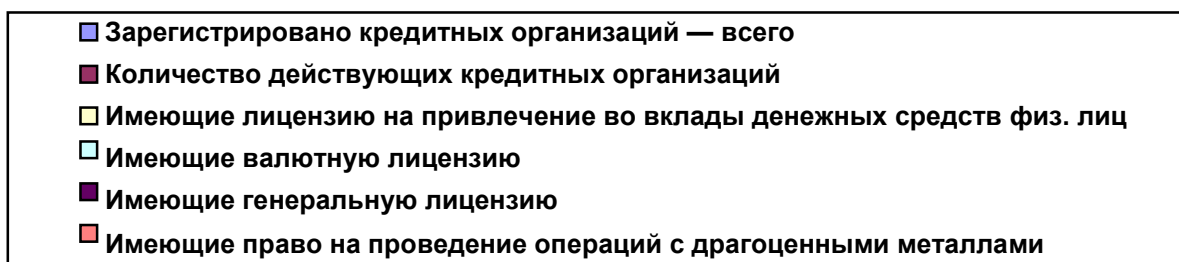 Зарегистрировано кредитных организаций — всего
Количество действующих кредитных организаций
Имеющие лицензию на привлечение во вклады денежных средств физ. лиц
Имеющие валютную лицензию
Имеющие генеральную лицензию
Имеющие право на проведение операций с драгоценными металлами